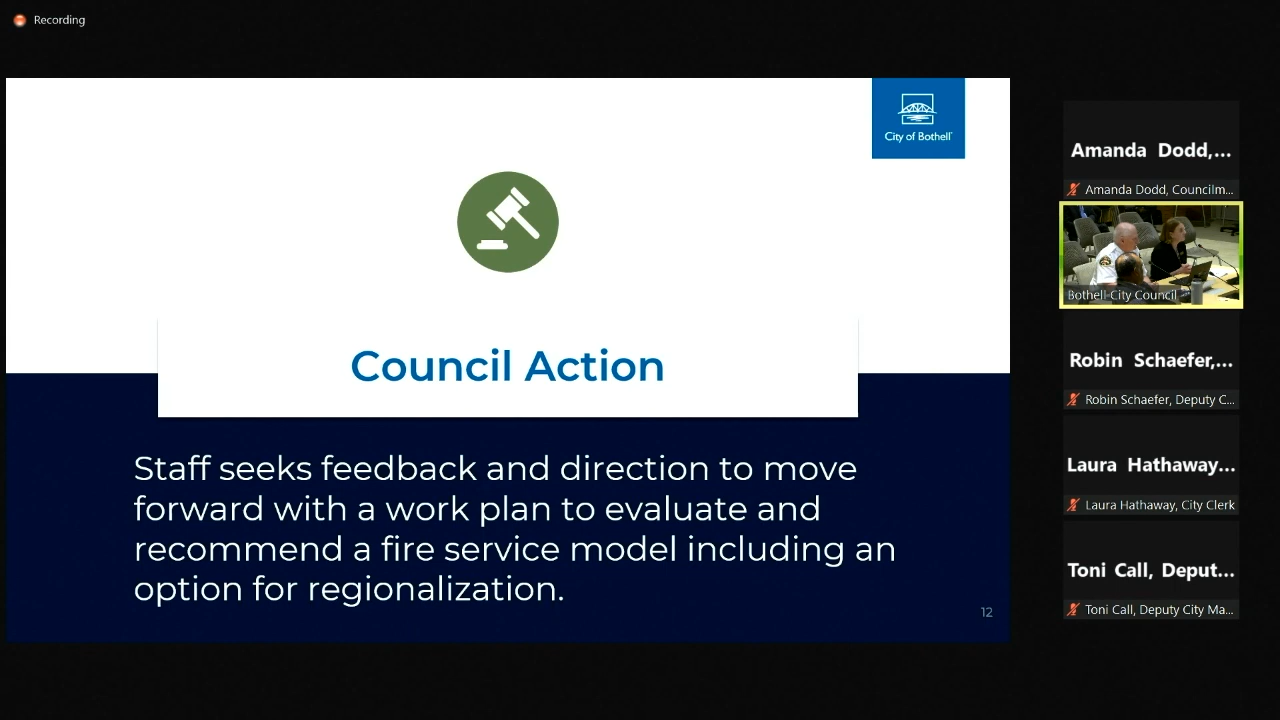 Recording
City of Bothell
Council Action
Staff seeks feedback and direction to move
forward with a work plan to evaluate and
recommend a fire service model including an
option for regionalization.
12
Amanda Dodd,...
Amanda Dodd, Councilm...
Bothell City Council
Robin Schaefer,...
Robin Schaefer, Deputy C...
Laura Hathaway...
Laura Hathaway, City Clerk
Toni Call, Deput...
Toni Call, Deputy City Ma...